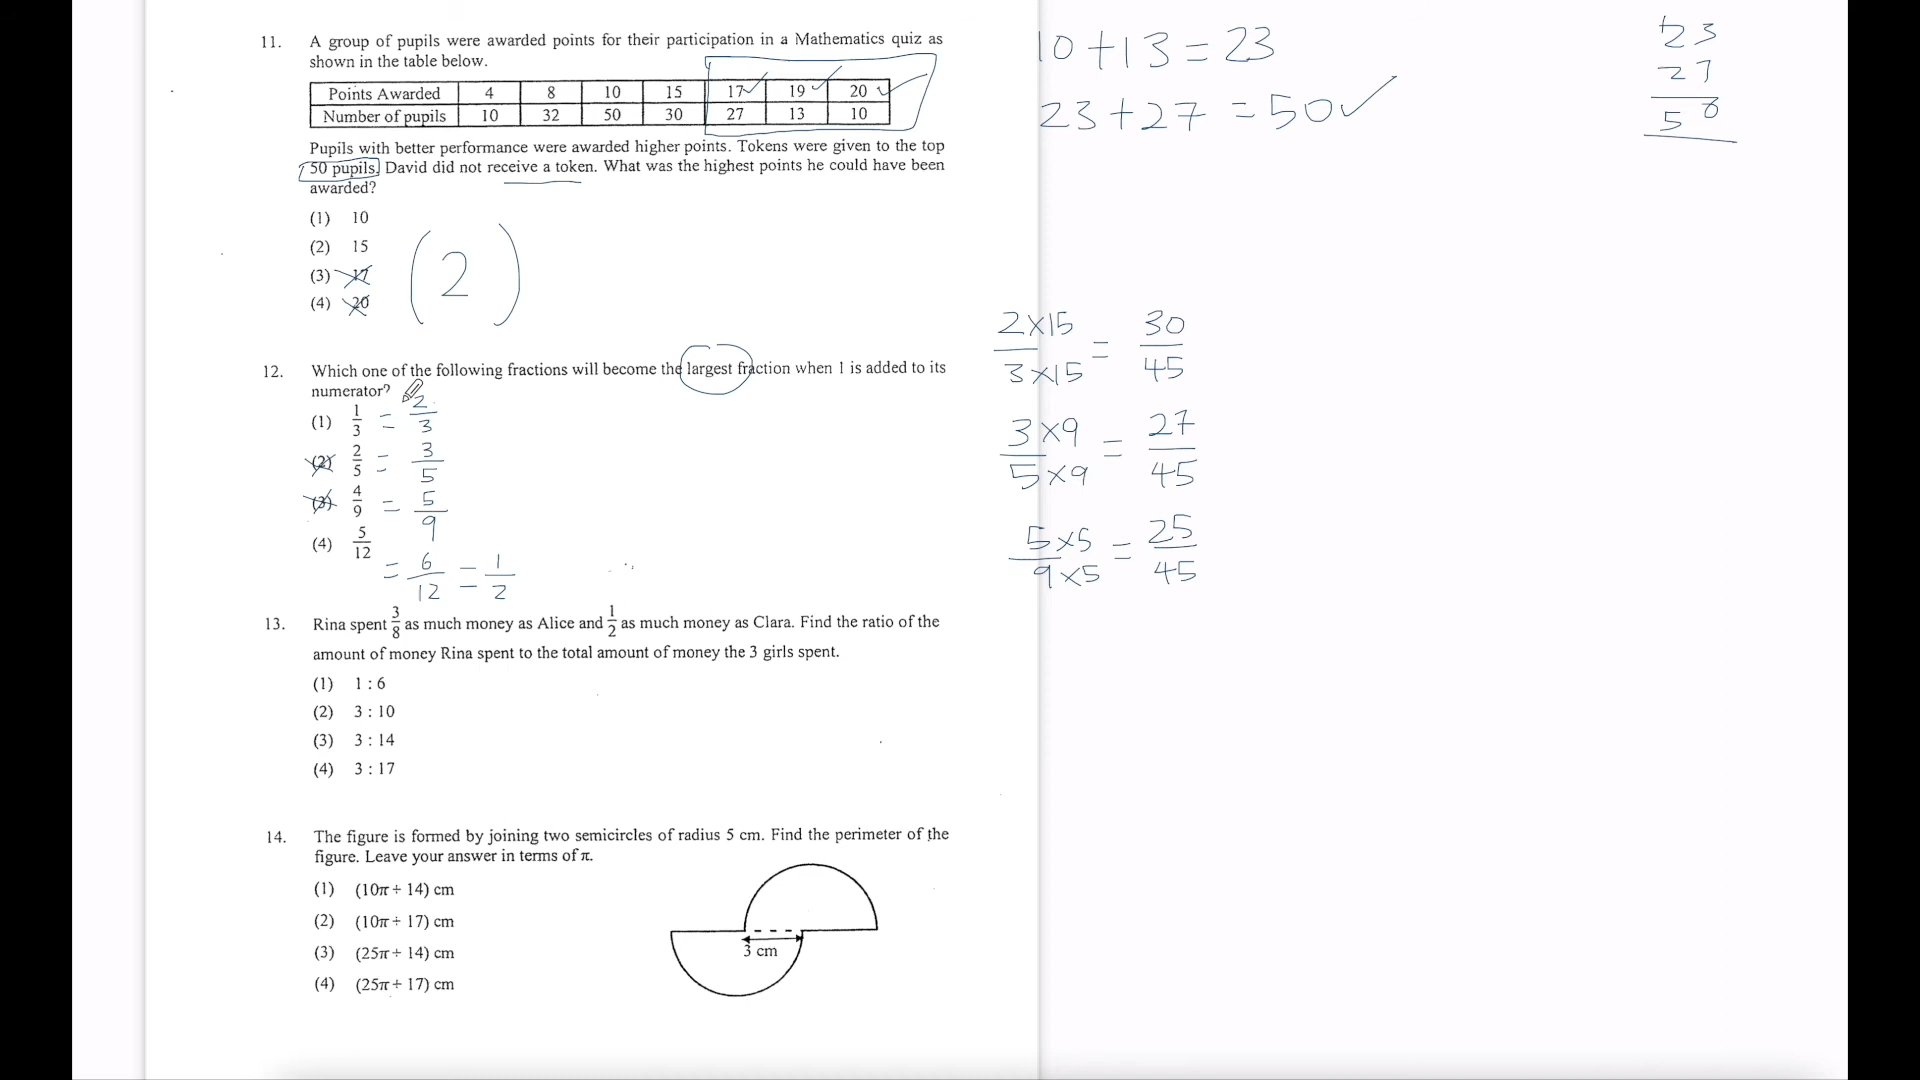 11. A group of pupils were awarded points for their participation in a Mathematics quiz as
shown in the table below.
Points Awarded 4 8 10 15 17 19 20
Number of pupils 10 32 50 30 27 13 10
Pupils with better performance were awarded higher points. Tokens were given to the top
50 pupils. David did not receive a token. What was the highest points he could have been
awarded?
(1) 10
(2) 15
(3) 17
(4) 20
(2)
10+13=23
23+27=50
23
27
50
12. Which one of the following fractions will become the largest fraction when 1 is added to its
numerator?
(1) 1/3 = 2/3
(2) 2/5 = 3/5
(3) 4/9 = 5/9
(4) 5/12
= 6/12 = 1/2
2×15/3×15 = 30/45
3×9/5×9 = 27/45
5×5/9×5 = 25/45
13. Rina spent 3/8 as much money as Alice and 1/2 as much money as Clara. Find the ratio of the
amount of money Rina spent to the total amount of money the 3 girls spent.
(1) 1 : 6
(2) 3 : 10
(3) 3 : 14
(4) 3 : 17
14. The figure is formed by joining two semicircles of radius 5 cm. Find the perimeter of the
figure. Leave your answer in terms of π.
(1) (10π + 14) cm
(2) (10π + 17) cm
(3) (25π + 14) cm
(4) (25π + 17) cm
3 cm